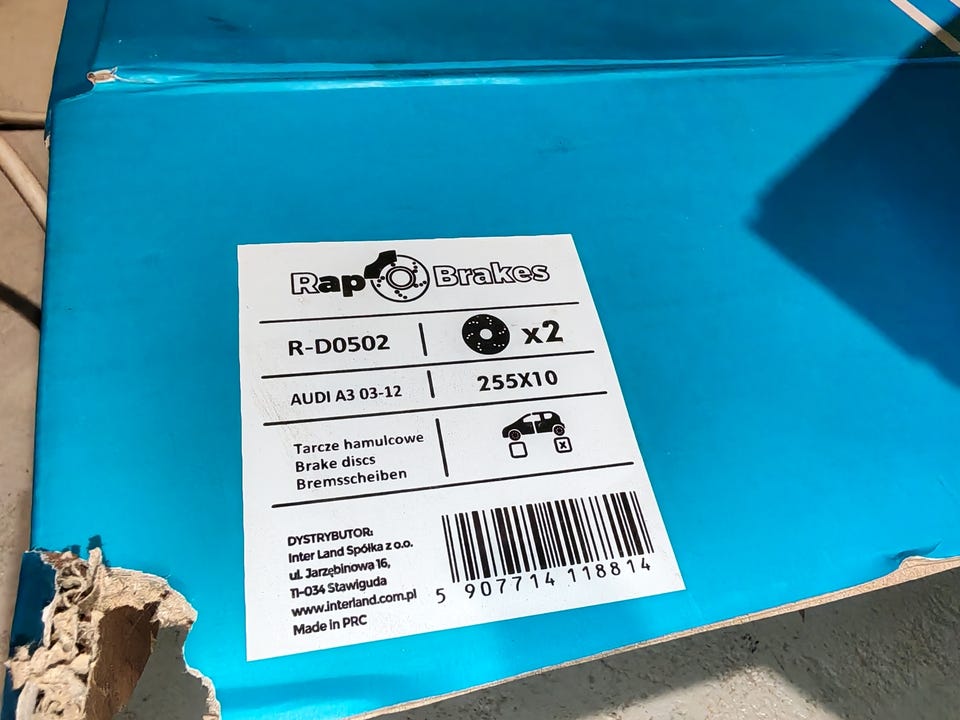 Rap Brakes
R-D0502 x2
AUDI A3 03-12 255X10
Tarcze hamulcowe
Brake discs
Bremsscheiben
x
DYSTRYBUTOR:
Inter Land Spółka z o.o.
ul. Jarzębinowa 16,
11-034 Stawiguda
www.interland.com.pl
Made in PRC
5 907714 118814